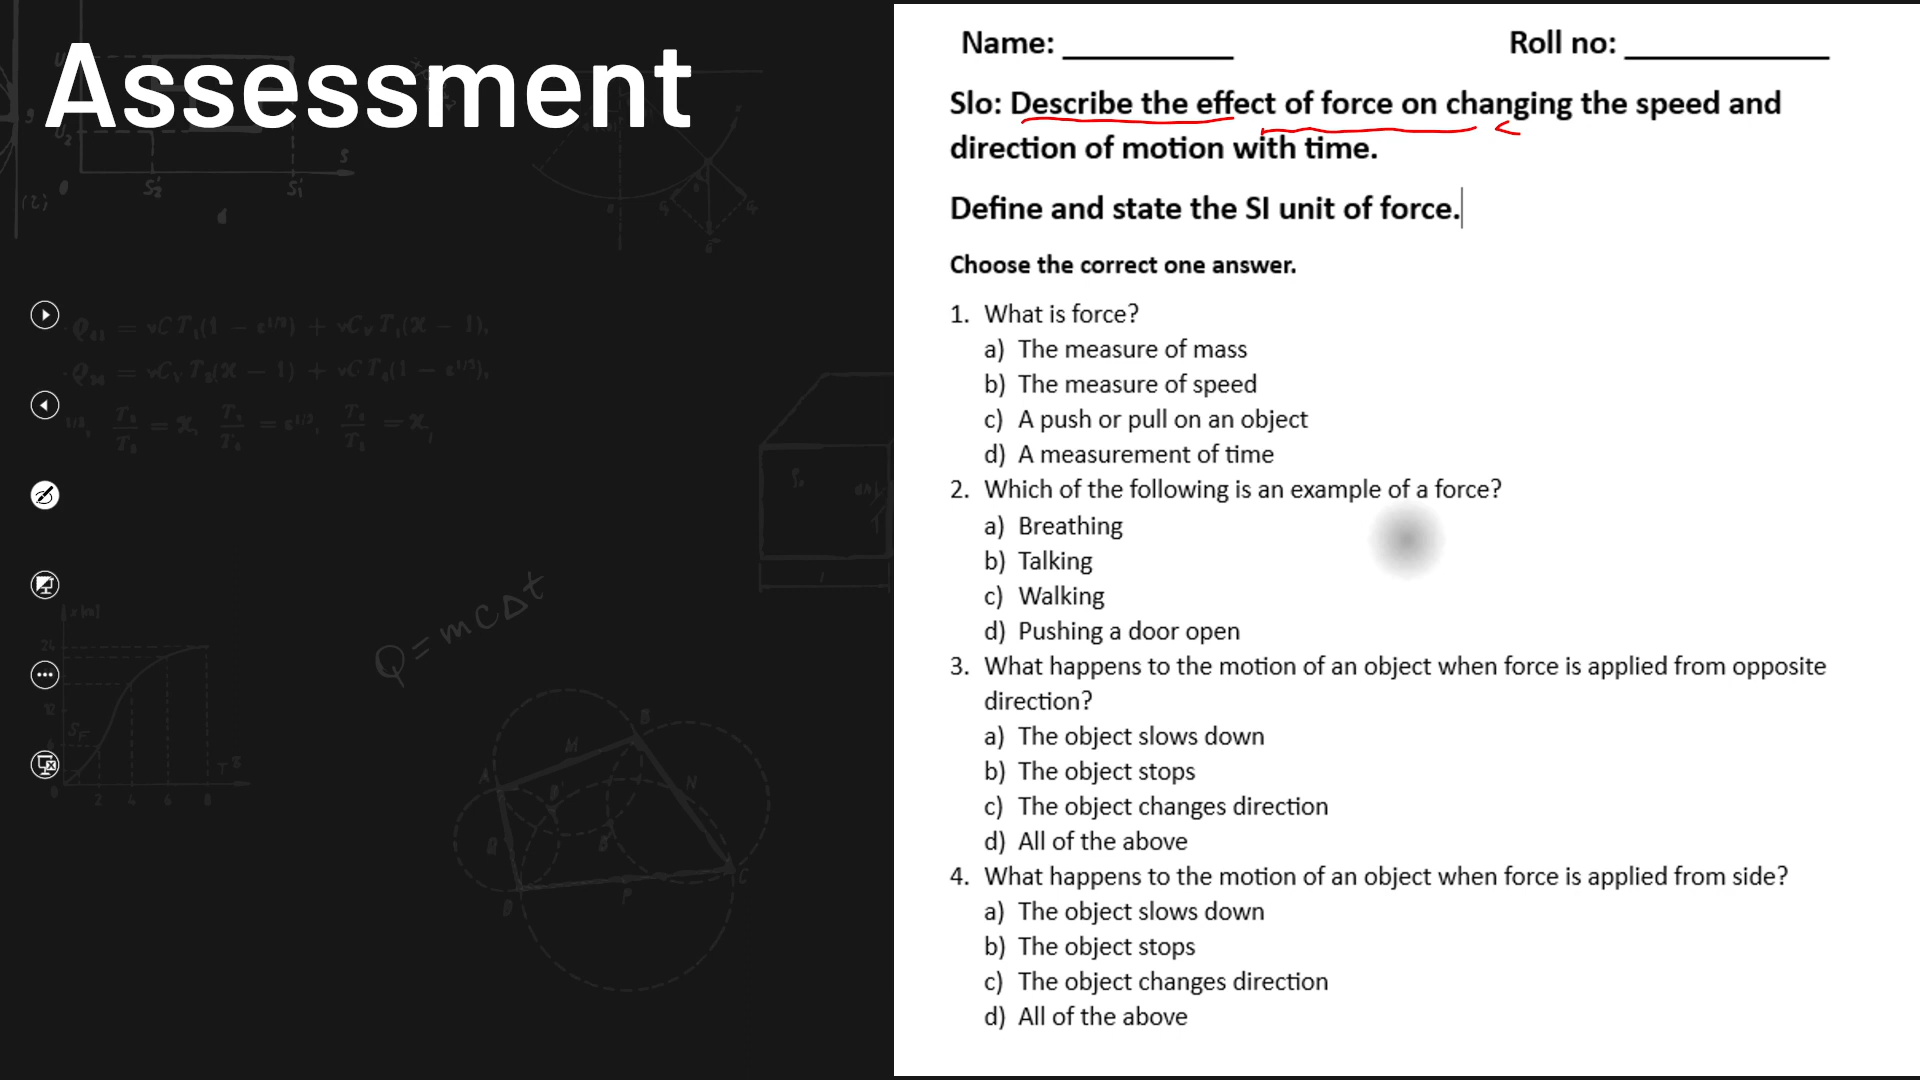 Assessment
Q = mCΔt
Name: ___________
Roll no: _____________
Slo: Describe the effect of force on changing the speed and
direction of motion with time.
Define and state the SI unit of force.
Choose the correct one answer.
1. What is force?
a) The measure of mass
b) The measure of speed
c) A push or pull on an object
d) A measurement of time
2. Which of the following is an example of a force?
a) Breathing
b) Talking
c) Walking
d) Pushing a door open
3. What happens to the motion of an object when force is applied from opposite
direction?
a) The object slows down
b) The object stops
c) The object changes direction
d) All of the above
4. What happens to the motion of an object when force is applied from side?
a) The object slows down
b) The object stops
c) The object changes direction
d) All of the above